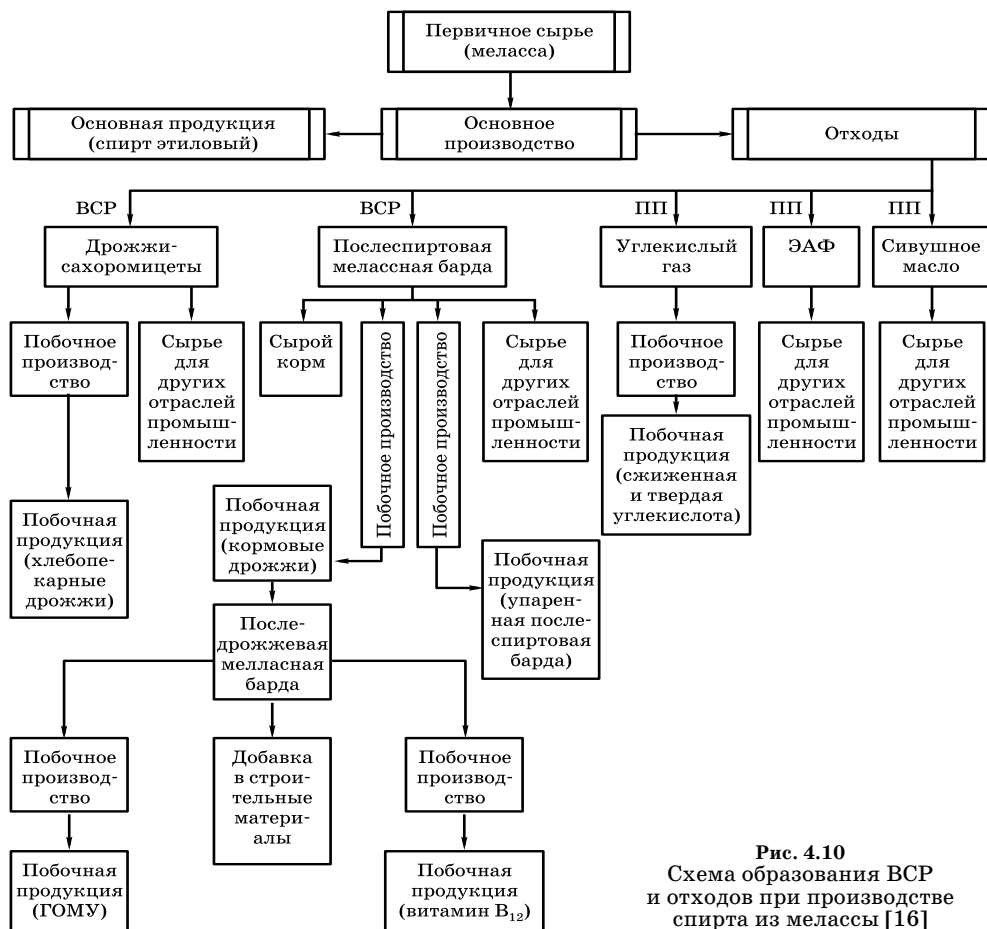 Первичное сырье
(меласса)
Основная продукция
(спирт этиловый)
Основное
производство
Отходы
ВСР
ВСР
ПП
ПП
ПП
Дрожжи-
сахоромицеты
Послеспиртовая
мелассная барда
Углекислый
газ
ЭАФ
Сивушное
масло
Побочное
производ-
ство
Сырье
для
других
отраслей
промыш-
ленности
Сырой
корм
Побочное производство
Побочное производство
Сырье
для
других
отраслей
промыш-
ленности
Побочное
производ-
ство
Сырье
для
других
отраслей
промыш-
ленности
Сырье
для
других
отраслей
промыш-
ленности
Побочная
продукция
(сжиженная
и твердая
углекислота)
Побочная
продукция
(хлебопе-
карные
дрожжи)
Побочная
продукция
(кормовые
дрожжи)
Побочная
продукция
(упарен-
ная после-
спиртовая
барда)
После-
дрожжевая
мелласная
барда
Побочное
производ-
ство
Добавка
в строи-
тельные
матери-
алы
Побочное
производ-
ство
Побочная
продукция
(ГОМУ)
Побочная
продукция
(витамин В₁₂)
Рис. 4.10
Схема образования ВСР
и отходов при производстве
спирта из мелассы [16]